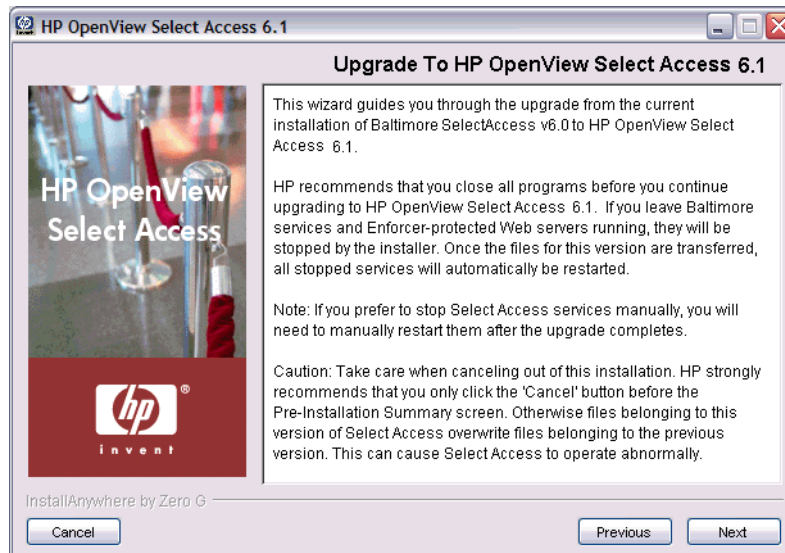 HP OpenView Select Access 6.1
Upgrade To HP OpenView Select Access 6.1
HP OpenView
Select Access
hp
®
invent
This wizard guides you through the upgrade from the current
installation of Baltimore SelectAccess v6.0 to HP OpenView Select
Access 6.1.
HP recommends that you close all programs before you continue
upgrading to HP OpenView Select Access 6.1. If you leave Baltimore
services and Enforcer-protected Web servers running, they will be
stopped by the installer. Once the files for this version are transferred,
all stopped services will automatically be restarted.
Note: If you prefer to stop Select Access services manually, you will
need to manually restart them after the upgrade completes.
Caution: Take care when canceling out of this installation. HP strongly
recommends that you only click the 'Cancel' button before the
Pre-Installation Summary screen. Otherwise files belonging to this
version of Select Access overwrite files belonging to the previous
version. This can cause Select Access to operate abnormally.
InstallAnywhere by Zero G
Cancel
Previous
Next